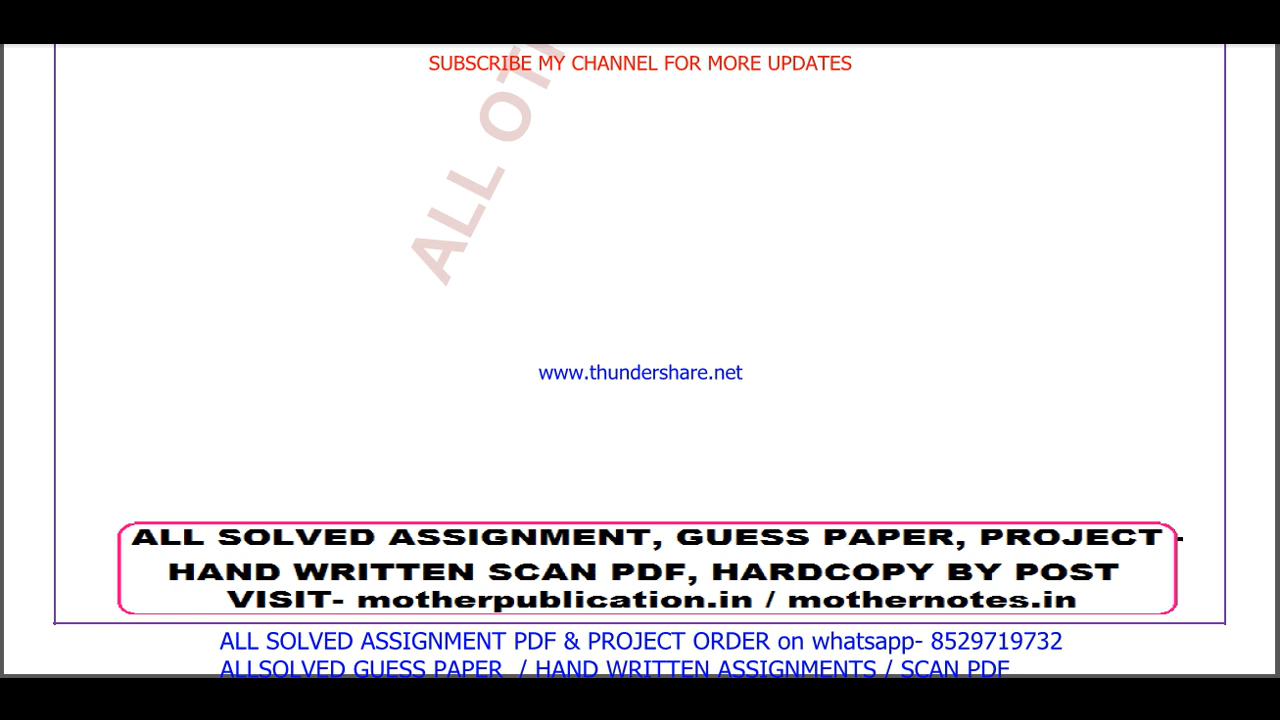 SUBSCRIBE MY CHANNEL FOR MORE UPDATES
ALL
www.thundershare.net
ALL SOLVED ASSIGNMENT, GUESS PAPER, PROJECT -
HAND WRITTEN SCAN PDF, HARDCOPY BY POST
VISIT- motherpublication.in / mothernotes.in
ALL SOLVED ASSIGNMENT PDF & PROJECT ORDER on whatsapp- 8529719732
ALLSOLVED GUESS PAPER / HAND WRITTEN ASSIGNMENTS / SCAN PDF